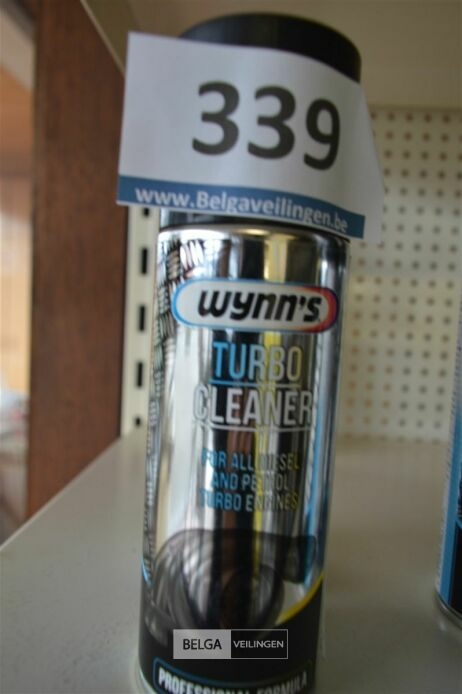 339
www.Belgaveilingen.be
wynn's
TURBO
CLEANER
FOR ALL DIESEL
AND PETROL
TURBO ENGINES
BELGA VEILINGEN
PROFESSIONAL FORMULA